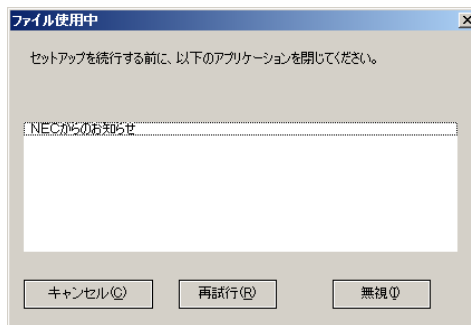 ファイル使用中
セットアップを続行する前に、以下のアプリケーションを閉じてください。
NECからのお知らせ
キャンセル(C)
再試行(R)
無視(I)